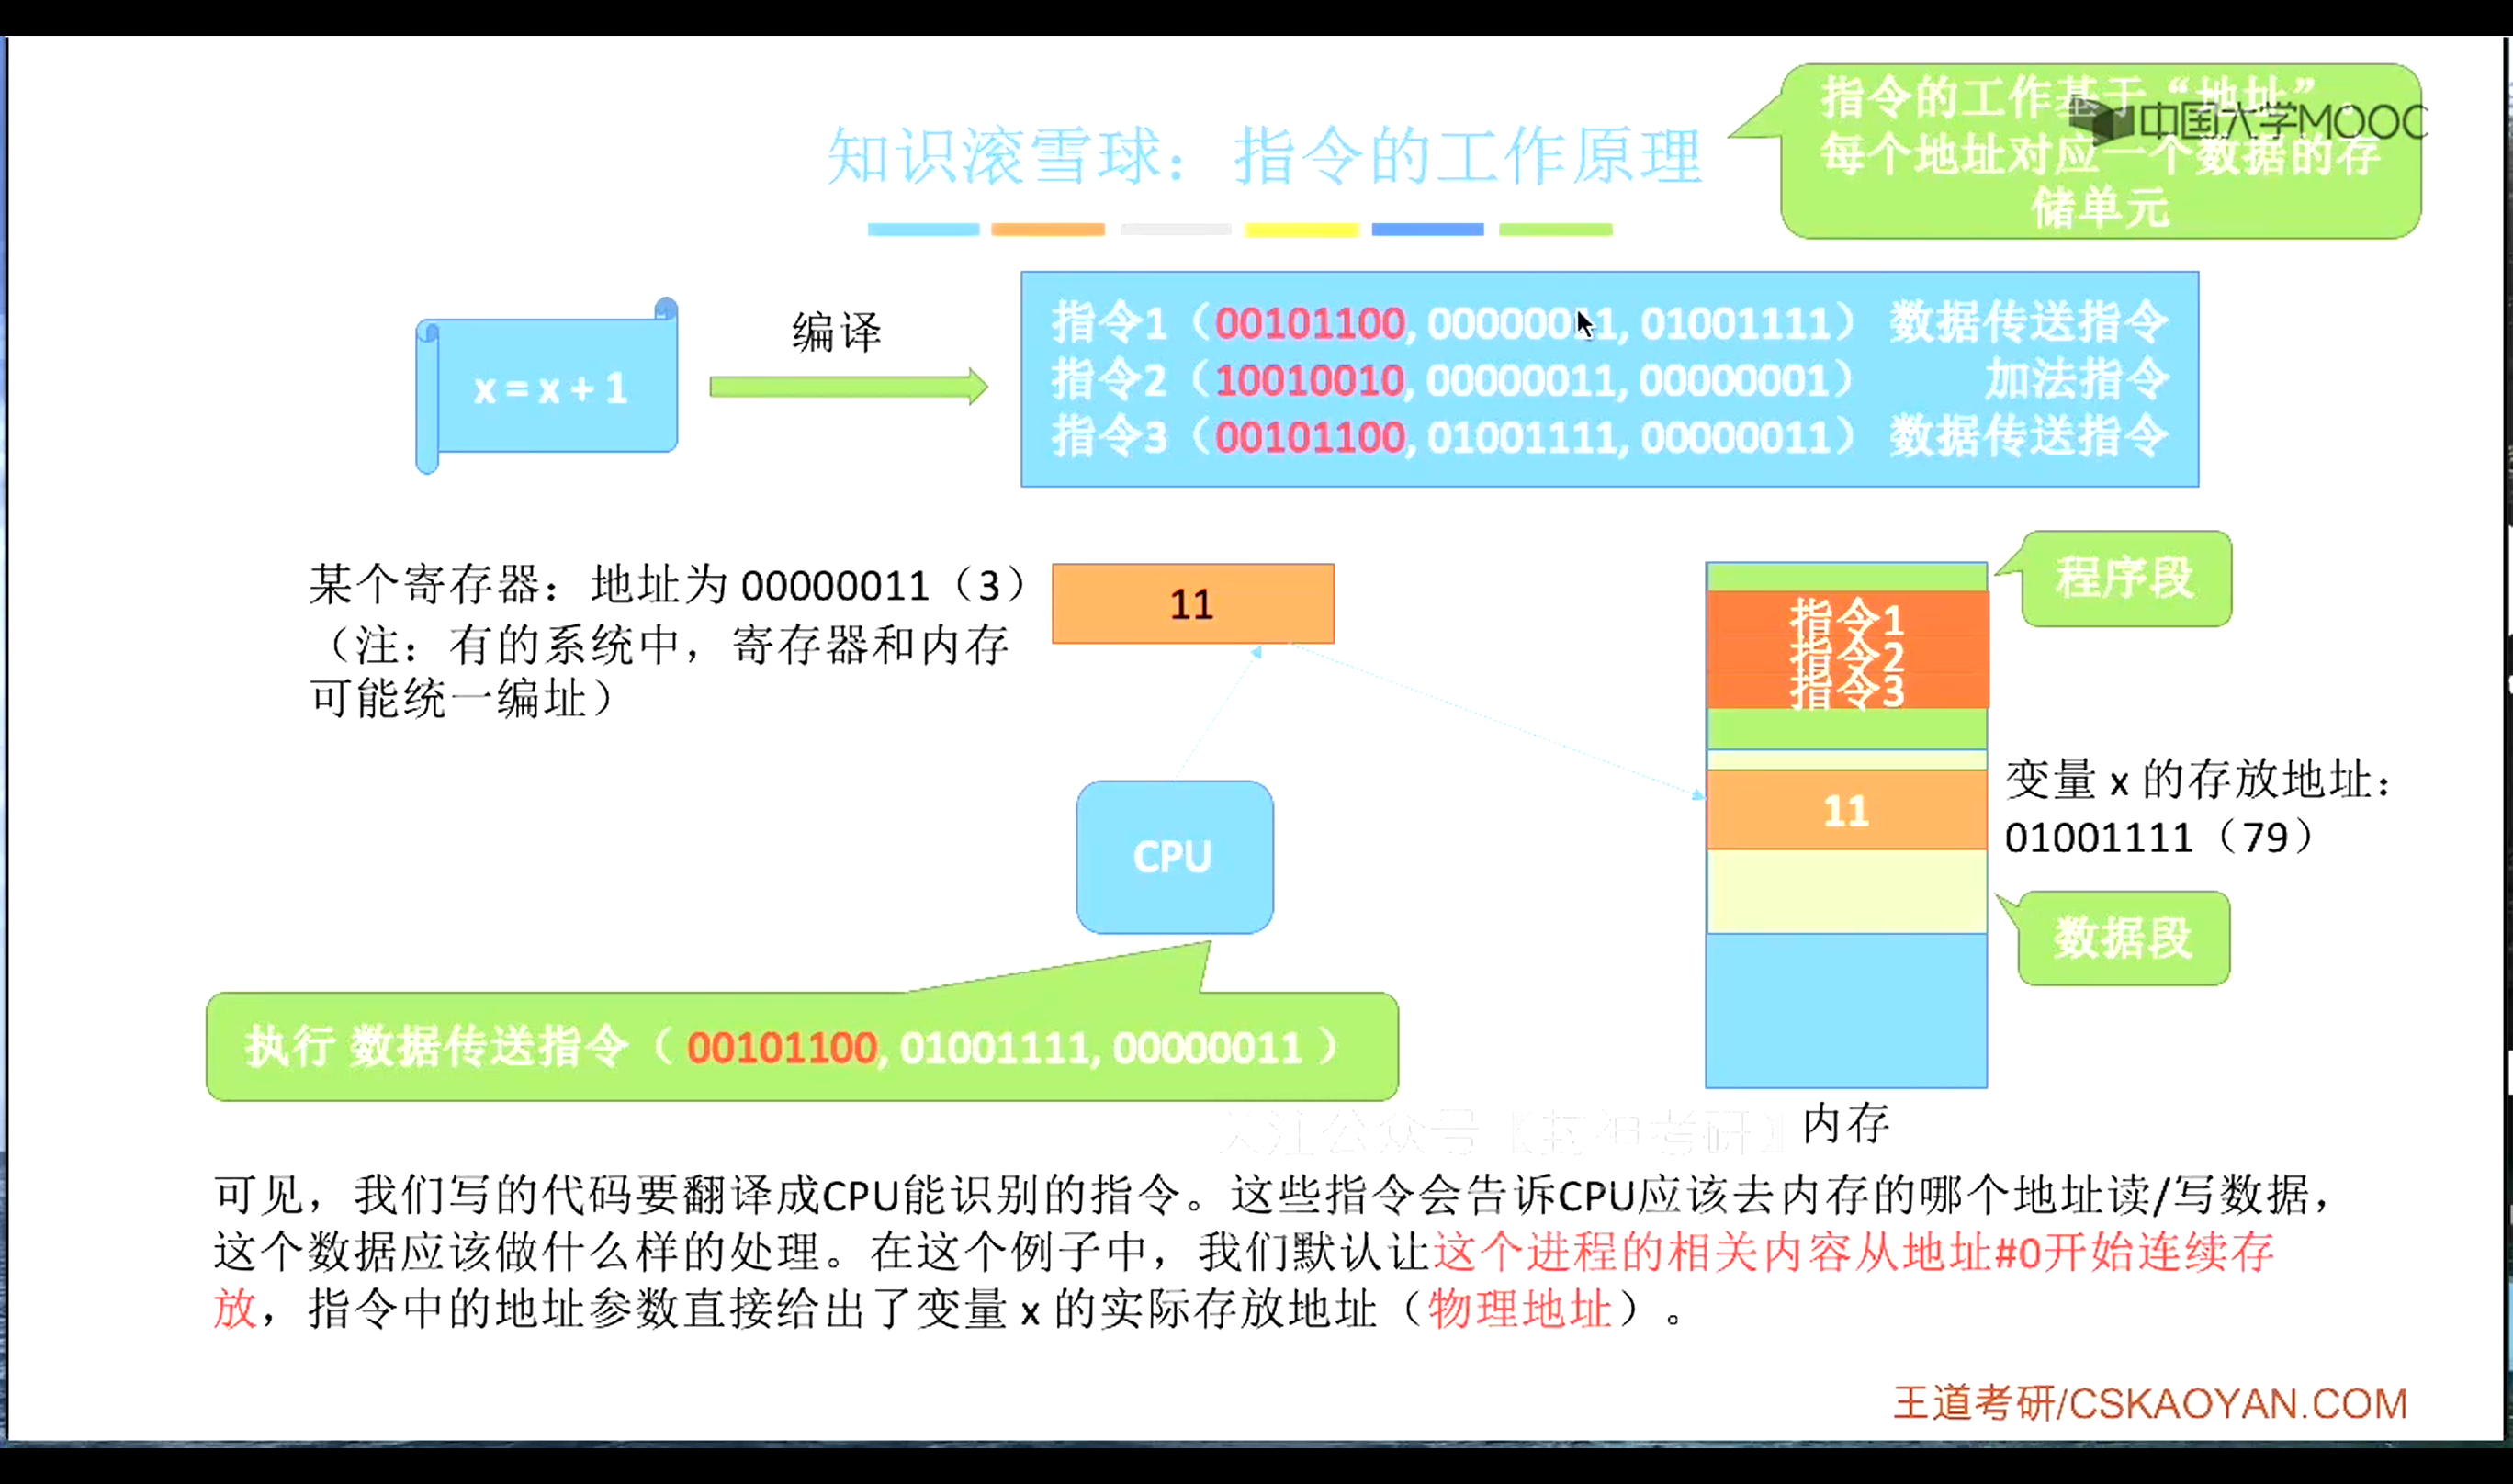 指令的工作基于“地址”。
每个地址对应一个数据的存
储单元
中国大学MOOC
知识滚雪球：指令的工作原理
x = x + 1
编译
指令1（00101100, 00000011, 01001111） 数据传送指令
指令2（10010010, 00000011, 00000001） 加法指令
指令3（00101100, 01001111, 00000011） 数据传送指令
某个寄存器：地址为 00000011（3）
（注：有的系统中，寄存器和内存
可能统一编址）
11
程序段
指令1
指令2
指令3
11
变量 x 的存放地址：
01001111（79）
CPU
数据段
执行 数据传送指令（ 00101100, 01001111, 00000011 ）
内存
可见，我们写的代码要翻译成CPU能识别的指令。这些指令会告诉CPU应该去内存的哪个地址读/写数据，
这个数据应该做什么样的处理。在这个例子中，我们默认让这个进程的相关内容从地址#0开始连续存
放，指令中的地址参数直接给出了变量 x 的实际存放地址（物理地址）。
王道考研/CSKAOYAN.COM